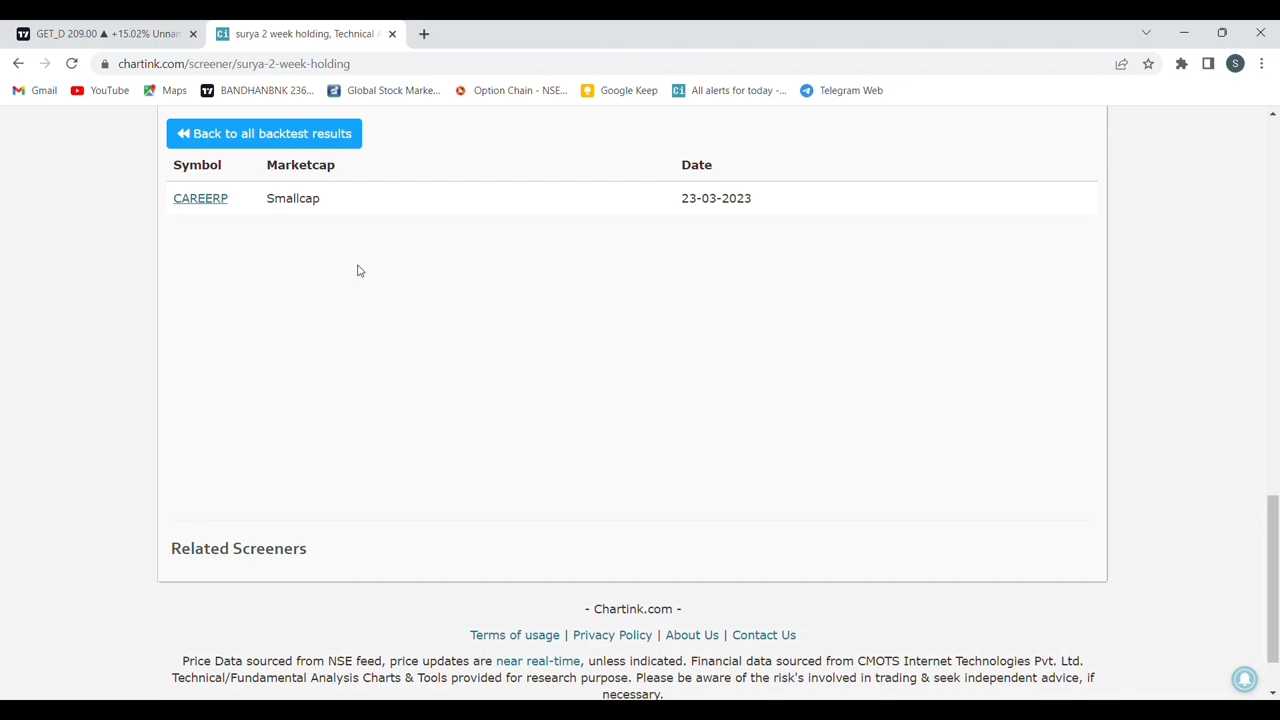 GET_D 209.00 ▲ +15.02% Unnan
surya 2 week holding, Technical A
chartink.com/screener/surya-2-week-holding
S
Gmail
YouTube
Maps
BANDHANBNK 236...
Global Stock Marke...
Option Chain - NSE...
Google Keep
Ci
All alerts for today -...
Telegram Web
Back to all backtest results
Symbol Marketcap Date
CAREERP Smallcap 23-03-2023
Related Screeners
- Chartink.com -
Terms of usage | Privacy Policy | About Us | Contact Us
Price Data sourced from NSE feed, price updates are near real-time, unless indicated. Financial data sourced from CMOTS Internet Technologies Pvt. Ltd.
Technical/Fundamental Analysis Charts & Tools provided for research purpose. Please be aware of the risk's involved in trading & seek independent advice, if
necessary.